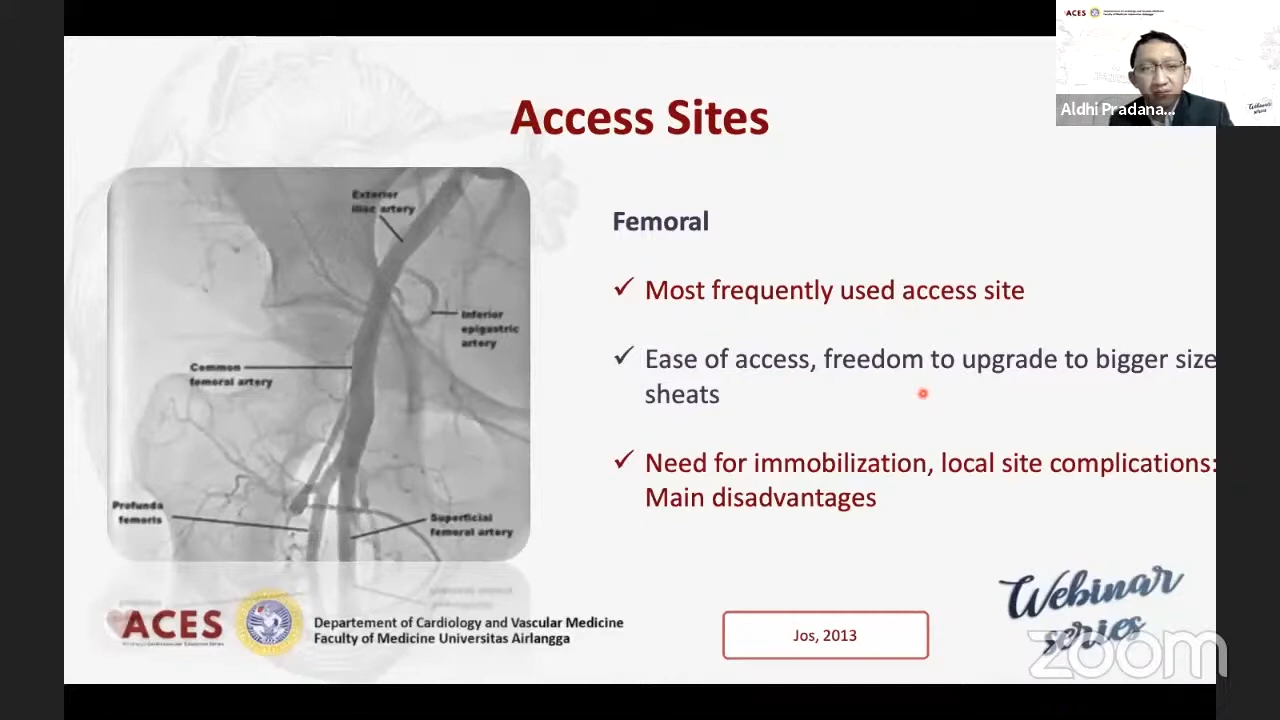 ACES
Aldhi Pradana...
Access Sites
Exterior
iliac artery
Inferior
epigastric
artery
Common
femoral artery
Profunda
femoris
Superficial
femoral artery
Femoral
✓ Most frequently used access site
✓ Ease of access, freedom to upgrade to bigger size
sheats
✓ Need for immobilization, local site complications:
Main disadvantages
ACES
Departement of Cardiology and Vascular Medicine
Faculty of Medicine Universitas Airlangga
Jos, 2013
Webinar
series
zoom